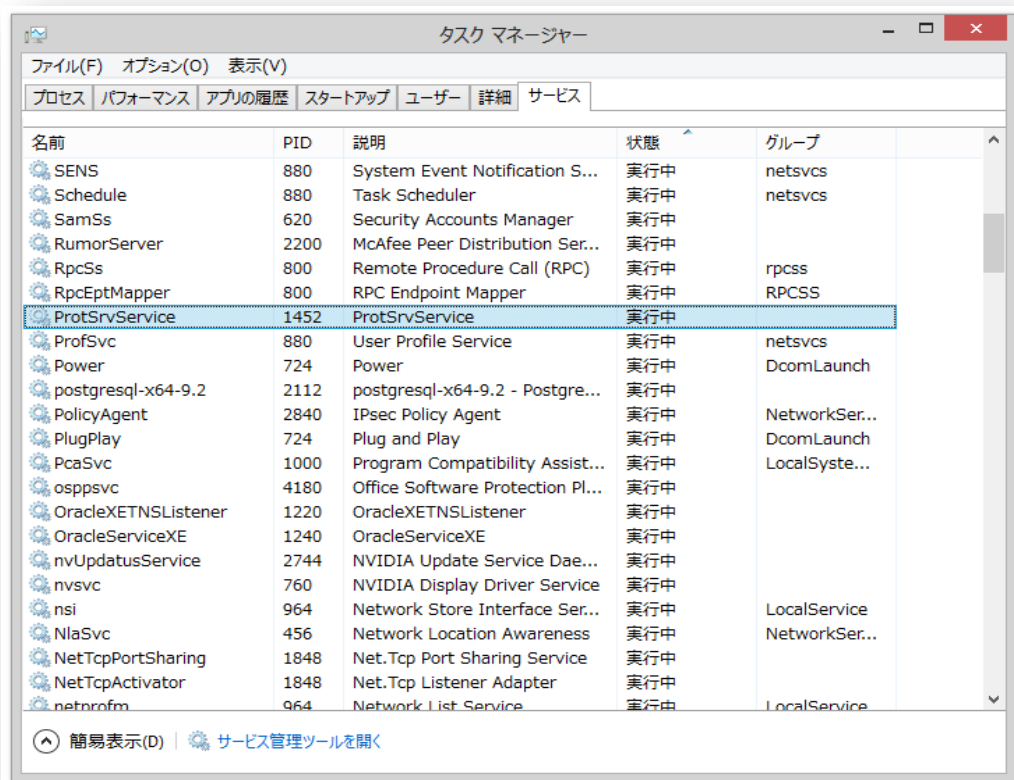 タスク マネージャー
ファイル(F) オプション(O) 表示(V)
プロセス パフォーマンス アプリの履歴 スタートアップ ユーザー 詳細 サービス
名前 PID 説明 状態 グループ
SENS 880 System Event Notification S... 実行中 netsvcs
Schedule 880 Task Scheduler 実行中 netsvcs
SamSs 620 Security Accounts Manager 実行中
RumorServer 2200 McAfee Peer Distribution Ser... 実行中
RpcSs 800 Remote Procedure Call (RPC) 実行中 rpcss
RpcEptMapper 800 RPC Endpoint Mapper 実行中 RPCSS
ProtSrvService 1452 ProtSrvService 実行中
ProfSvc 880 User Profile Service 実行中 netsvcs
Power 724 Power 実行中 DcomLaunch
postgresql-x64-9.2 2112 postgresql-x64-9.2 - Postgre... 実行中
PolicyAgent 2840 IPsec Policy Agent 実行中 NetworkSer...
PlugPlay 724 Plug and Play 実行中 DcomLaunch
PcaSvc 1000 Program Compatibility Assist... 実行中 LocalSyste...
osppsvc 4180 Office Software Protection Pl... 実行中
OracleXETNSListener 1220 OracleXETNSListener 実行中
OracleServiceXE 1240 OracleServiceXE 実行中
nvUpdatusService 2744 NVIDIA Update Service Dae... 実行中
nvsvc 760 NVIDIA Display Driver Service 実行中
nsi 964 Network Store Interface Ser... 実行中 LocalService
NlaSvc 456 Network Location Awareness 実行中 NetworkSer...
NetTcpPortSharing 1848 Net.Tcp Port Sharing Service 実行中
NetTcpActivator 1848 Net.Tcp Listener Adapter 実行中
netprofm 964 Network List Service 実行中 LocalService
簡易表示(D) サービス管理ツールを開く